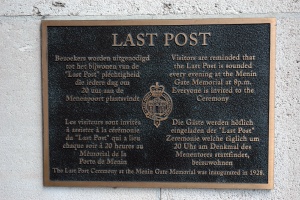 LAST POST
Bezoekers worden uitgenodigd
tot het bijwonen van de
"Last Post" plechtigheid
die iedere dag om
20 uur aan de
Menenpoort plaatsvindt
Visitors are reminded that
the Last Post is sounded
every evening at the Menin
Gate Memorial at 8p.m.
Everyone is invited to the
Ceremony
Les visiteurs sont invités
à assister à la cérémonie
du "Last Post" qui a lieu
chaque soir à 20 heures au
Mémorial de la
Porte de Menin
Die Gäste werden höflich
eingeladen der "Last Post"
Zeremonie welche täglich um
20 Uhr am Denkmal des
Menentores stattfindet,
beizuwohnen
The Last Post Ceremony at the Menin Gate Memorial was inaugurated in 1928.